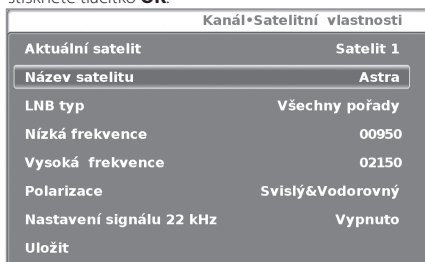 stiskněte tlačítko OK.
Kanál•Satelitní vlastnosti
Aktuální satelit Satelit 1
Název satelitu Astra
LNB typ Všechny pořady
Nízká frekvence 00950
Vysoká frekvence 02150
Polarizace Svislý&Vodorovný
Nastavení signálu 22 kHz Vypnuto
Uložit